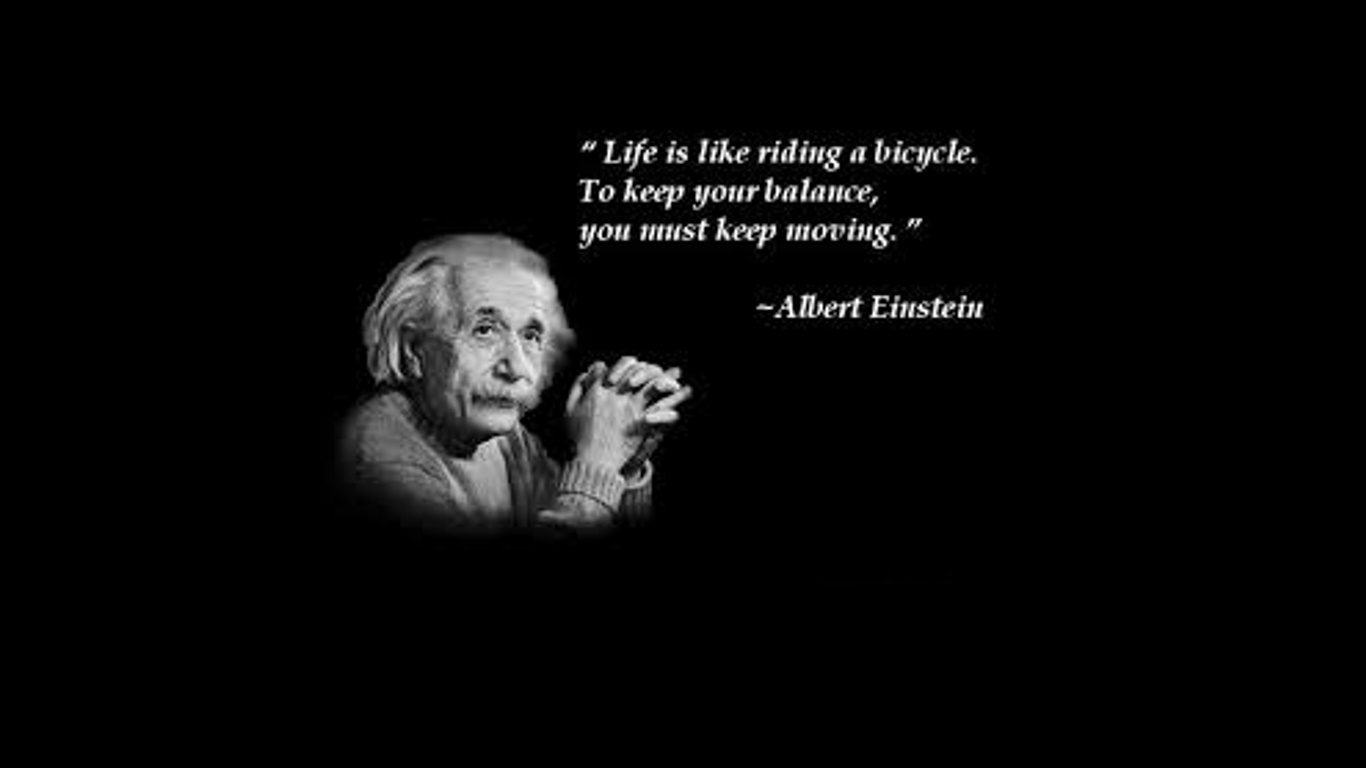 “ Life is like riding a bicycle.
To keep your balance,
you must keep moving. ”
~Albert Einstein